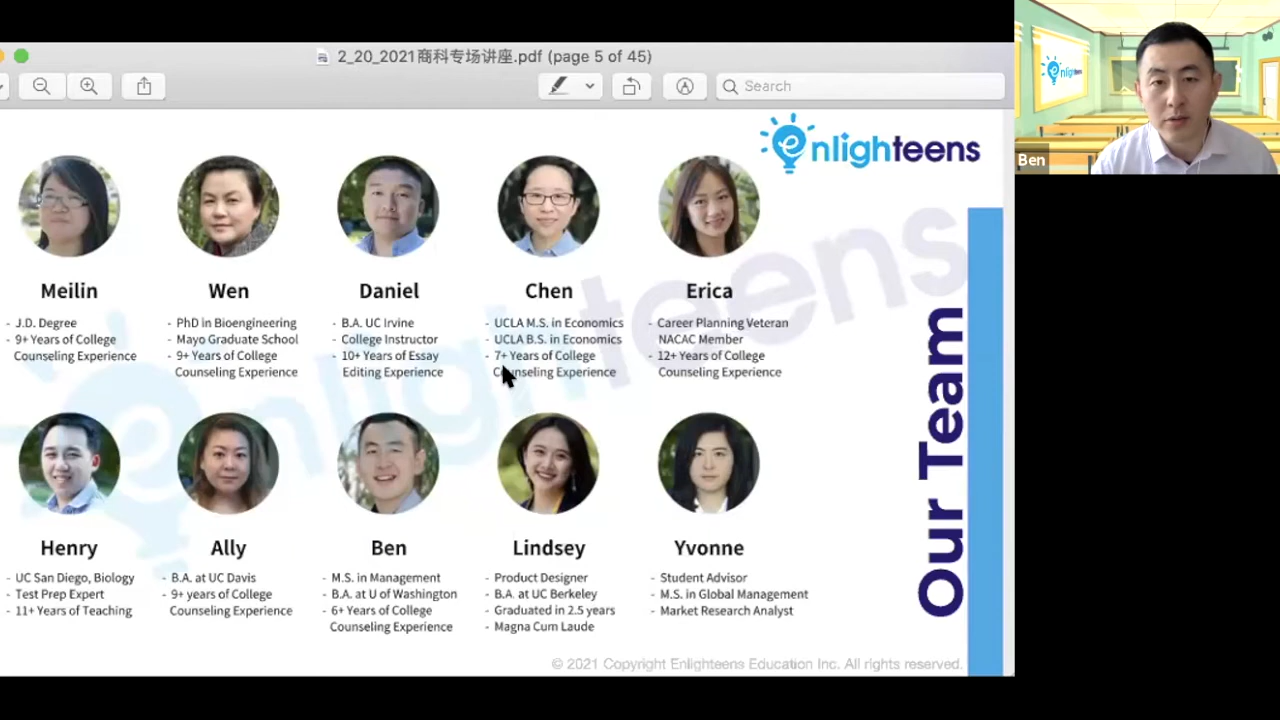 2_20_2021商科专场讲座.pdf (page 5 of 45)
Search
enlighteens
enlighteens
Ben
enlighteens
Meilin
Wen
Daniel
Chen
Erica
- J.D. Degree
- 9+ Years of College
Counseling Experience
- PhD in Bioengineering
- Mayo Graduate School
- 9+ Years of College
Counseling Experience
- B.A. UC Irvine
- College Instructor
- 10+ Years of Essay
Editing Experience
- UCLA M.S. in Economics
- UCLA B.S. in Economics
- 7+ Years of College
Counseling Experience
- Career Planning Veteran
NACAC Member
- 12+ Years of College
Counseling Experience
Henry
Ally
Ben
Lindsey
Yvonne
- UC San Diego, Biology
- Test Prep Expert
- 11+ Years of Teaching
- B.A. at UC Davis
- 9+ years of College
Counseling Experience
- M.S. in Management
- B.A. at U of Washington
- 6+ Years of College
Counseling Experience
- Product Designer
- B.A. at UC Berkeley
- Graduated in 2.5 years
- Magna Cum Laude
- Student Advisor
- M.S. in Global Management
- Market Research Analyst
Our Team
© 2021 Copyright Enlighteens Education Inc. All rights reserved.